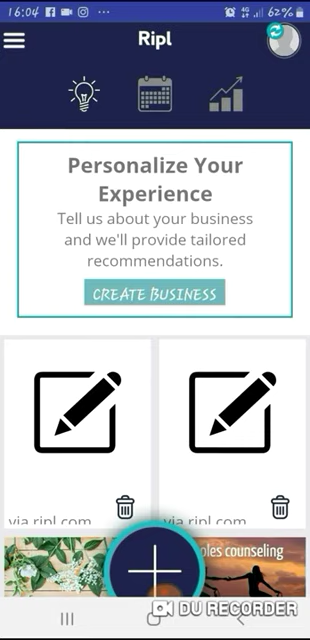 16:04
4G
62%
Ripl
Personalize Your
Experience
Tell us about your business
and we'll provide tailored
recommendations.
CREATE BUSINESS
via ripl.com
via ripl.com
ples counseling
DU RECORDER